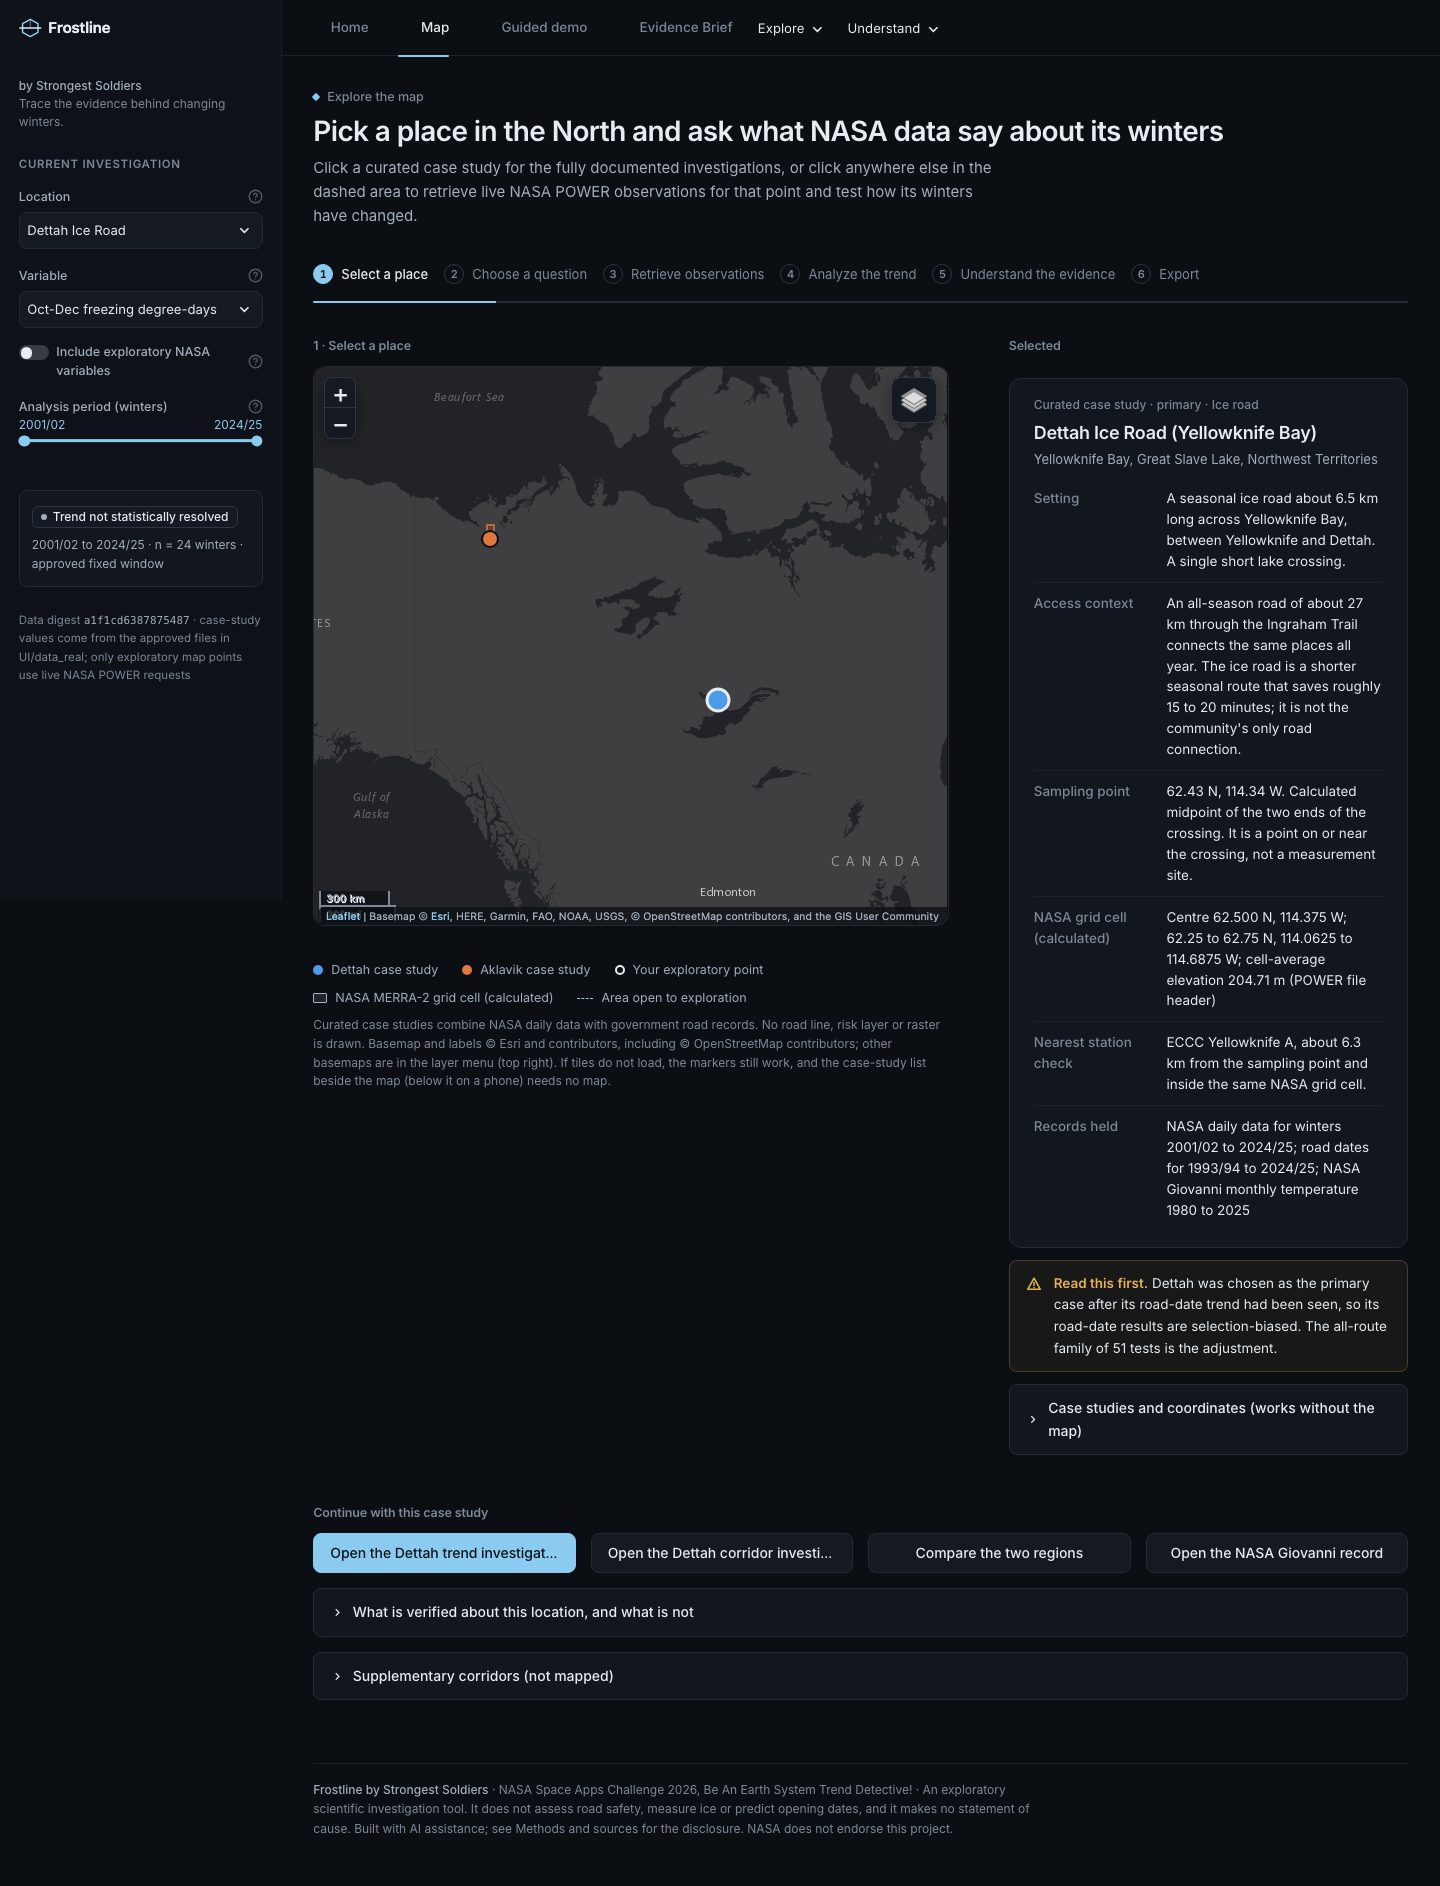 Frostline
by Strongest Soldiers
Trace the evidence behind changing
winters.
CURRENT INVESTIGATION
Location
Dettah Ice Road
Variable
Oct-Dec freezing degree-days
Include exploratory NASA
variables
Analysis period (winters)
2001/02 2024/25
Trend not statistically resolved
2001/02 to 2024/25 · n = 24 winters ·
approved fixed window
Data digest a1f1cd6387875487 · case-study
values come from the approved files in
UI/data_real; only exploratory map points
use live NASA POWER requests
Home Map Guided demo Evidence Brief Explore Understand
Explore the map
Pick a place in the North and ask what NASA data say about its winters
Click a curated case study for the fully documented investigations, or click anywhere else in the
dashed area to retrieve live NASA POWER observations for that point and test how its winters
have changed.
1 Select a place 2 Choose a question 3 Retrieve observations 4 Analyze the trend 5 Understand the evidence 6 Export
1 · Select a place
+
−
Beaufort Sea
TES
Gulf of
Alaska
CANADA
Edmonton
300 km
Leaflet | Basemap © Esri, HERE, Garmin, FAO, NOAA, USGS, © OpenStreetMap contributors, and the GIS User Community
Dettah case study Aklavik case study Your exploratory point
NASA MERRA-2 grid cell (calculated) Area open to exploration
Curated case studies combine NASA daily data with government road records. No road line, risk layer or raster
is drawn. Basemap and labels © Esri and contributors, including © OpenStreetMap contributors; other
basemaps are in the layer menu (top right). If tiles do not load, the markers still work, and the case-study list
beside the map (below it on a phone) needs no map.
Selected
Curated case study · primary · Ice road
Dettah Ice Road (Yellowknife Bay)
Yellowknife Bay, Great Slave Lake, Northwest Territories
Setting
A seasonal ice road about 6.5 km
long across Yellowknife Bay,
between Yellowknife and Dettah.
A single short lake crossing.
Access context
An all-season road of about 27
km through the Ingraham Trail
connects the same places all
year. The ice road is a shorter
seasonal route that saves roughly
15 to 20 minutes; it is not the
community's only road
connection.
Sampling point
62.43 N, 114.34 W. Calculated
midpoint of the two ends of the
crossing. It is a point on or near
the crossing, not a measurement
site.
NASA grid cell
(calculated)
Centre 62.500 N, 114.375 W;
62.25 to 62.75 N, 114.0625 to
114.6875 W; cell-average
elevation 204.71 m (POWER file
header)
Nearest station
check
ECCC Yellowknife A, about 6.3
km from the sampling point and
inside the same NASA grid cell.
Records held
NASA daily data for winters
2001/02 to 2024/25; road dates
for 1993/94 to 2024/25; NASA
Giovanni monthly temperature
1980 to 2025
Read this first. Dettah was chosen as the primary
case after its road-date trend had been seen, so its
road-date results are selection-biased. The all-route
family of 51 tests is the adjustment.
Case studies and coordinates (works without the
map)
Continue with this case study
Open the Dettah trend investigat...
Open the Dettah corridor investi...
Compare the two regions
Open the NASA Giovanni record
What is verified about this location, and what is not
Supplementary corridors (not mapped)
Frostline by Strongest Soldiers · NASA Space Apps Challenge 2026, Be An Earth System Trend Detective! · An exploratory
scientific investigation tool. It does not assess road safety, measure ice or predict opening dates, and it makes no statement of
cause. Built with AI assistance; see Methods and sources for the disclosure. NASA does not endorse this project.